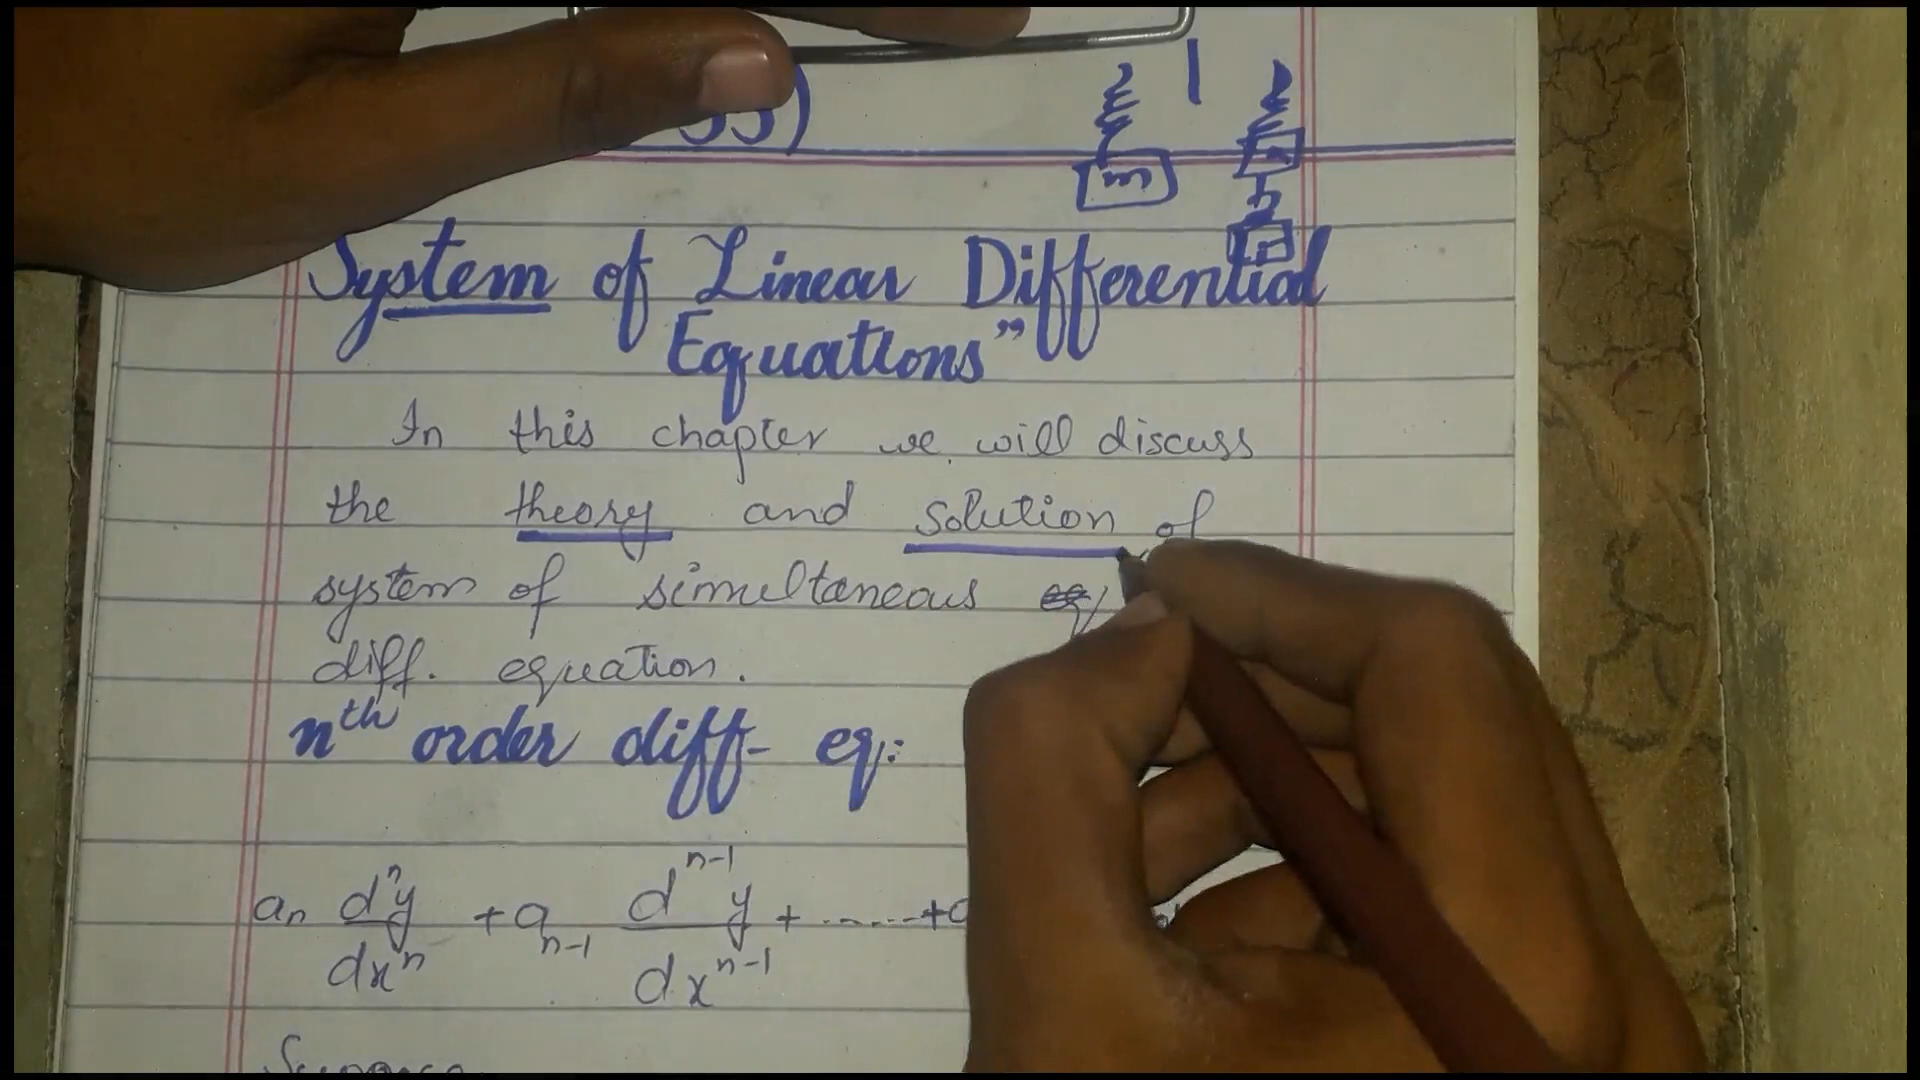 m
System of Linear Differential
Equations”
In this chapter we will discuss
the theory and solution of
system of simultaneous
diff. equation.
nth order diff- eq:
an dⁿy/dxⁿ + an-1 dⁿ⁻¹y/dxⁿ⁻¹ + ......+